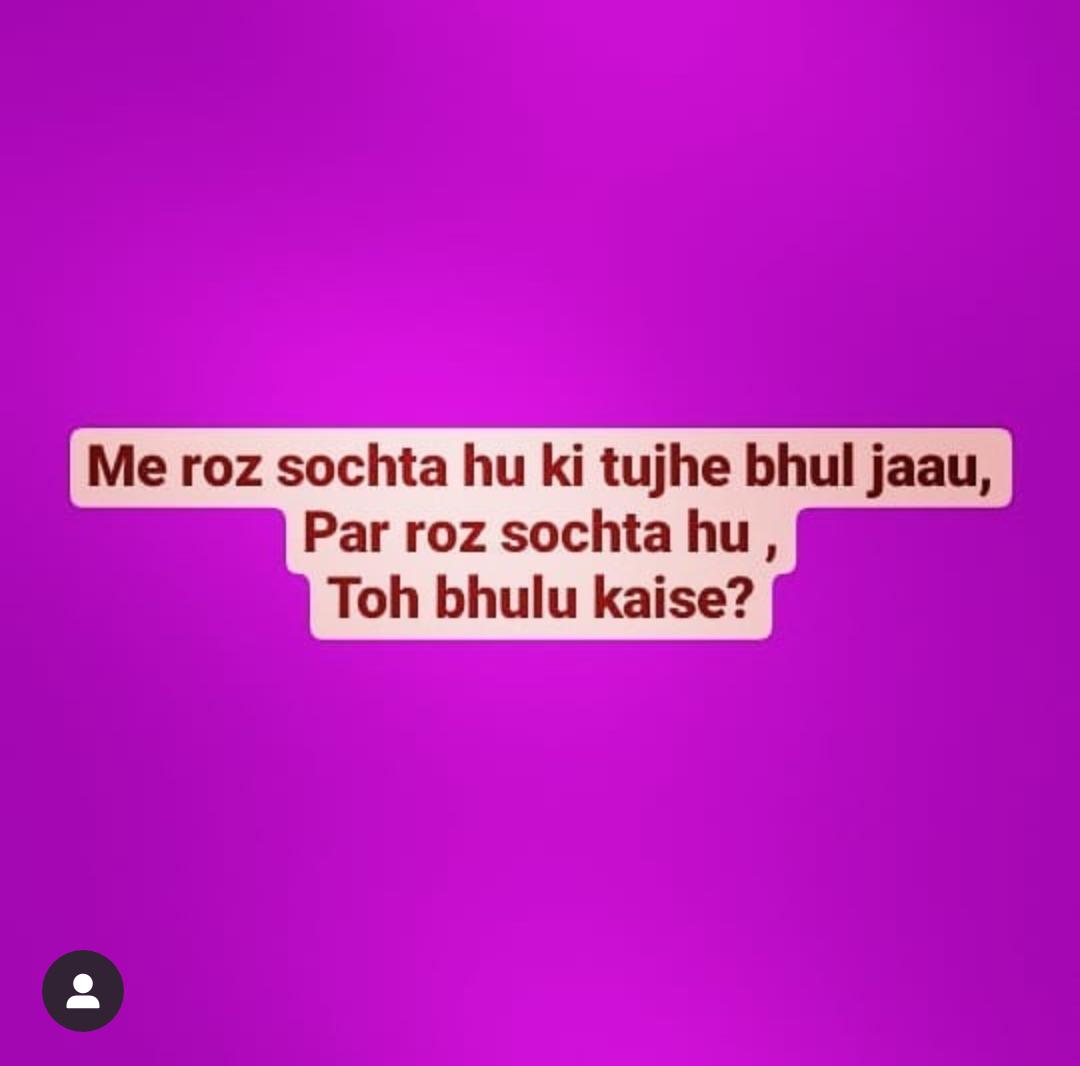 Me roz sochta hu ki tujhe bhul jaau,
Par roz sochta hu ,
Toh bhulu kaise?